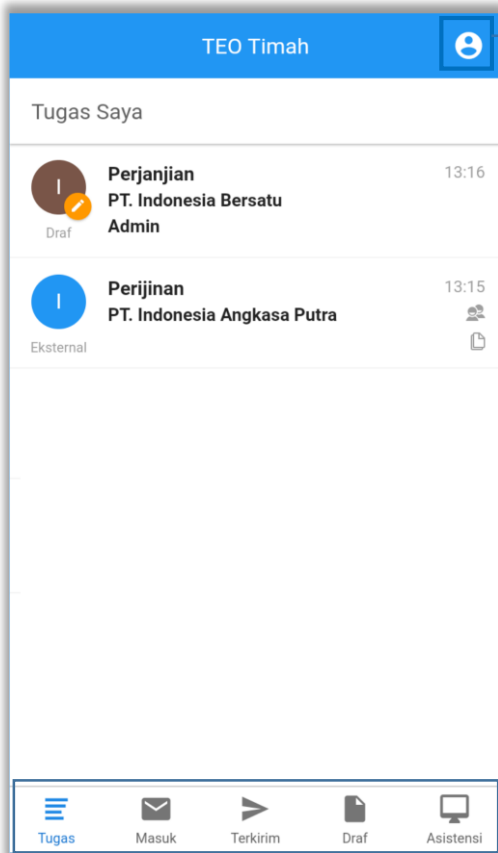 TEO Timah
Tugas Saya
I
Draf
Perjanjian
PT. Indonesia Bersatu
Admin
13:16
I
Eksternal
Perijinan
PT. Indonesia Angkasa Putra
13:15
Tugas
Masuk
Terkirim
Draf
Asistensi